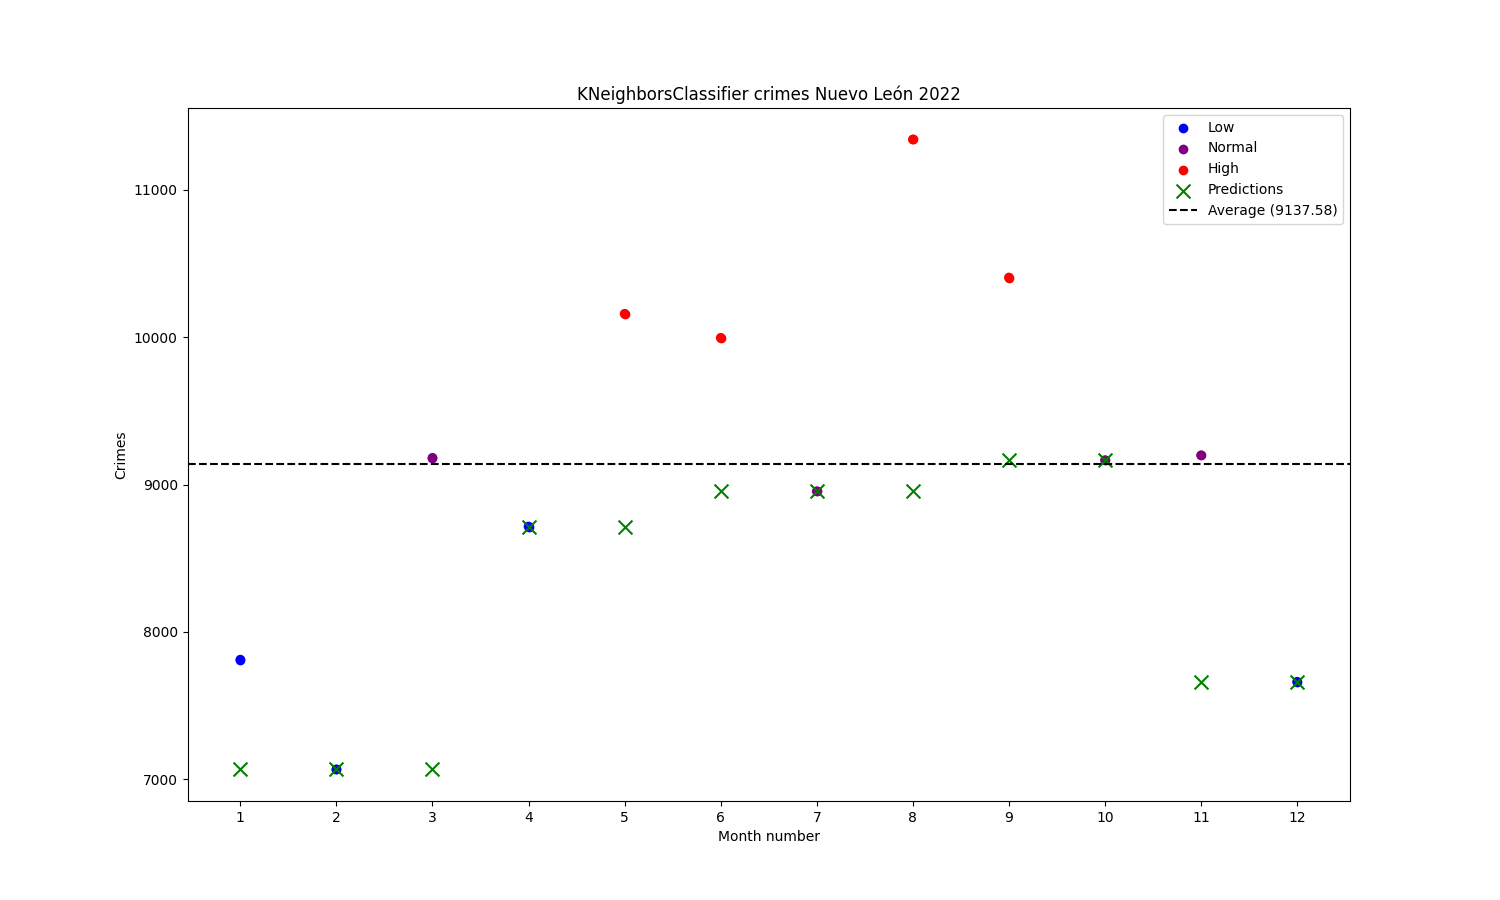 KNeighborsClassifier crimes Nuevo León 2022
Low
Normal
High
Predictions
Average (9137.58)
11000
10000
9000
8000
7000
Crimes
1 2 3 4 5 6 7 8 9 10 11 12
Month number